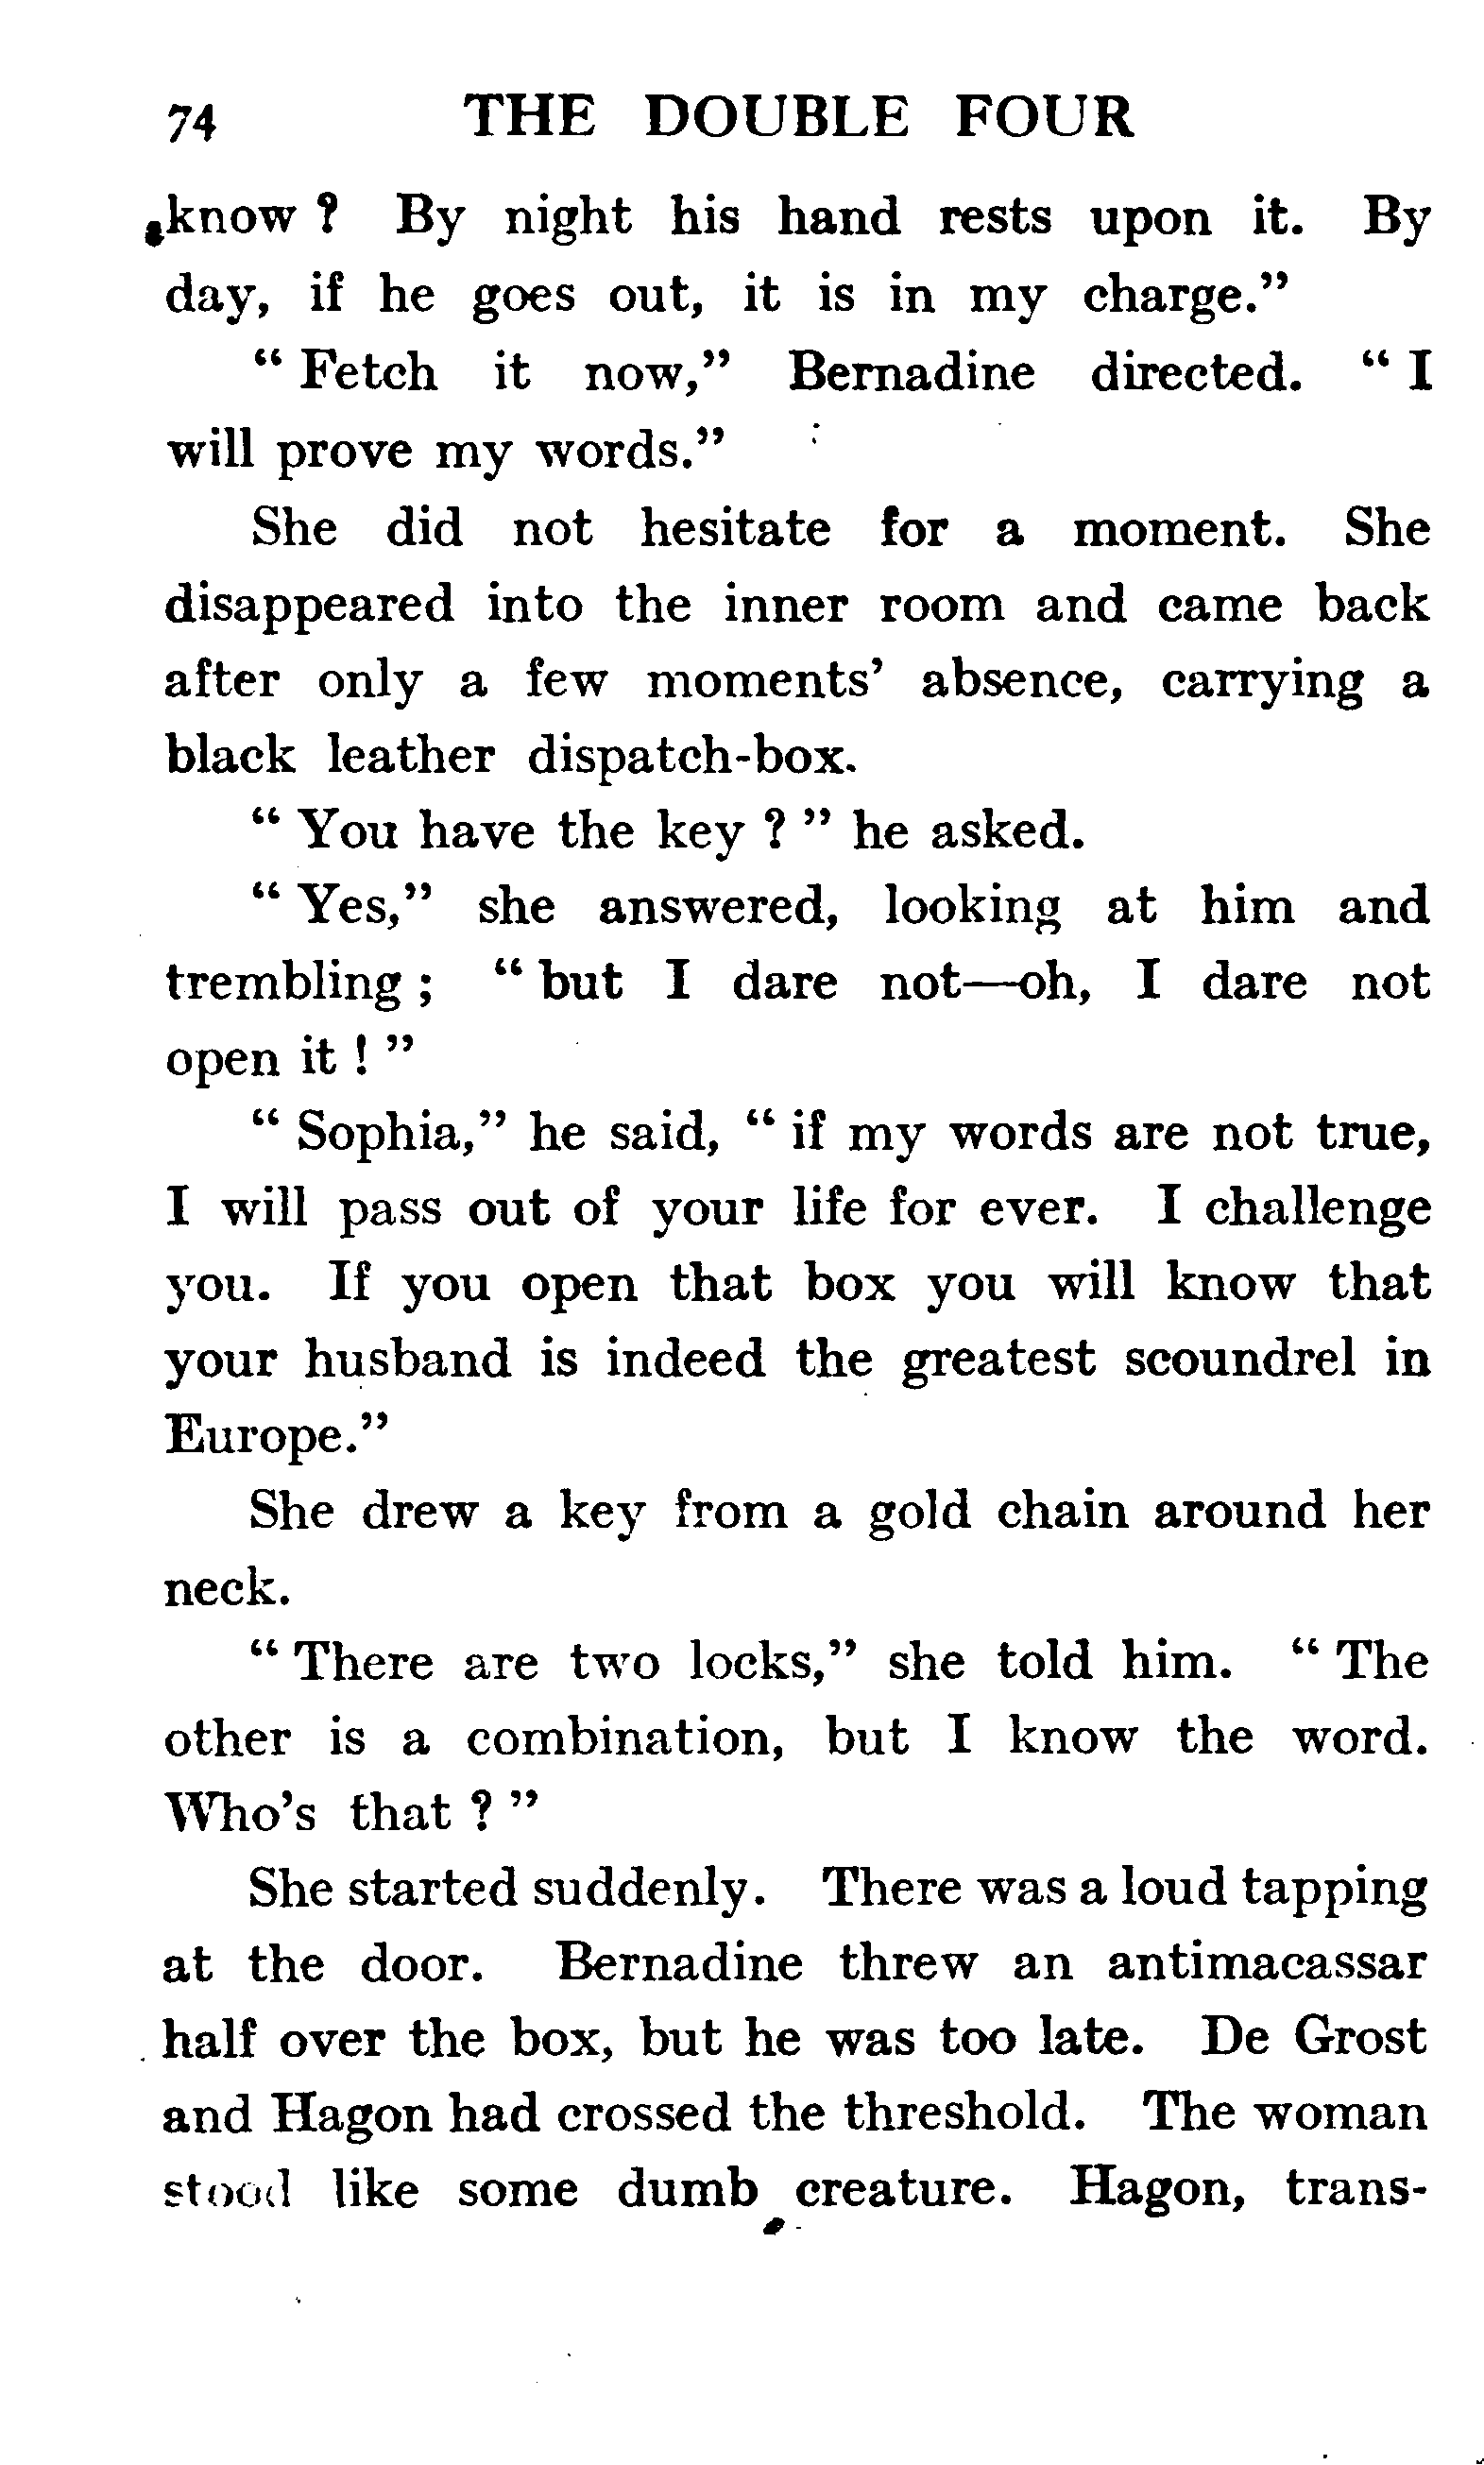 74 THE DOUBLE FOUR
know ? By night his hand rests upon it. By
day, if he goes out, it is in my charge.”
“ Fetch it now,” Bernadine directed. “ I
will prove my words.”
She did not hesitate for a moment. She
disappeared into the inner room and came back
after only a few moments’ absence, carrying a
black leather dispatch-box.
“ You have the key ? ” he asked.
“ Yes,” she answered, looking at him and
trembling ; “ but I dare not—oh, I dare not
open it ! ”
“ Sophia,” he said, “ if my words are not true,
I will pass out of your life for ever. I challenge
you. If you open that box you will know that
your husband is indeed the greatest scoundrel in
Europe.”
She drew a key from a gold chain around her
neck.
“ There are two locks,” she told him. “ The
other is a combination, but I know the word.
Who’s that ? ”
She started suddenly. There was a loud tapping
at the door. Bernadine threw an antimacassar
half over the box, but he was too late. De Grost
and Hagon had crossed the threshold. The woman
stood like some dumb creature. Hagon, trans-